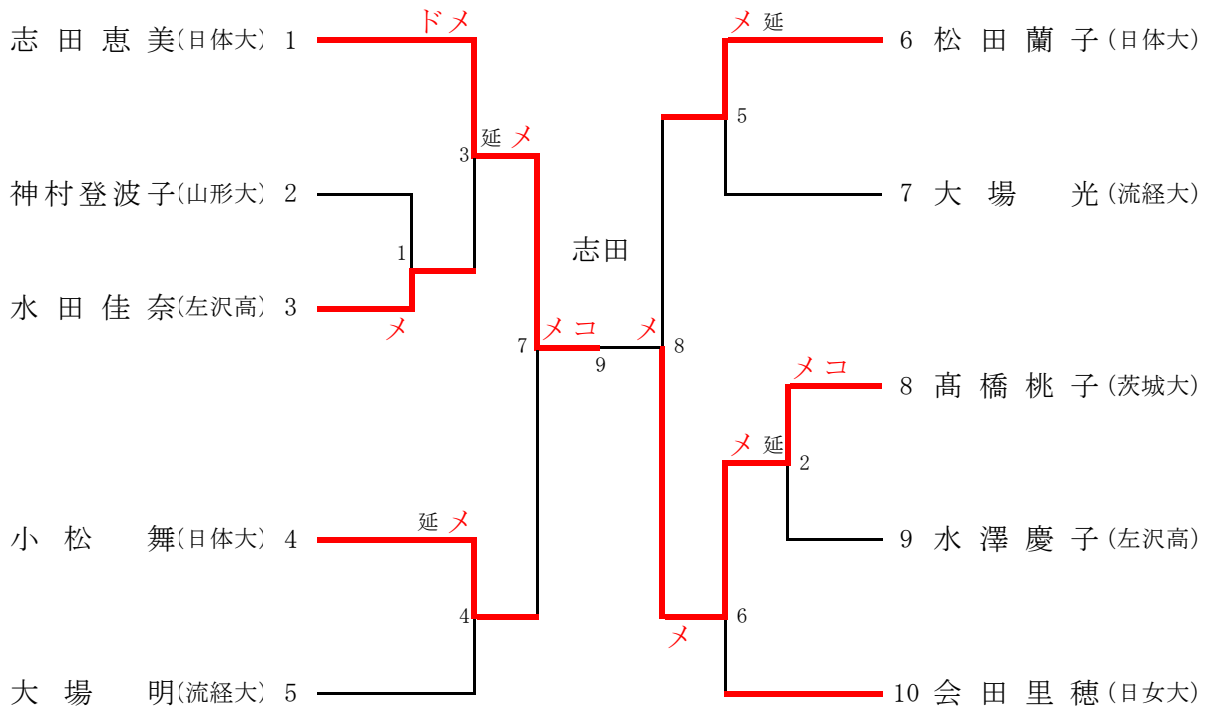 ドメ
メ 延
志田恵美(日体大) 1
6 松田蘭子(日体大)
5
延 メ
3
神村登波子(山形大) 2
7 大場 光(流経大)
1
志田
水田佳奈(左沢高) 3
メ
メコ
メ
7
8
9
メコ
8 髙橋桃子(茨城大)
メ 延
2
延 メ
小松 舞(日体大) 4
9 水澤慶子(左沢高)
4
6
メ
大場 明(流経大) 5
10 会田里穂(日女大)